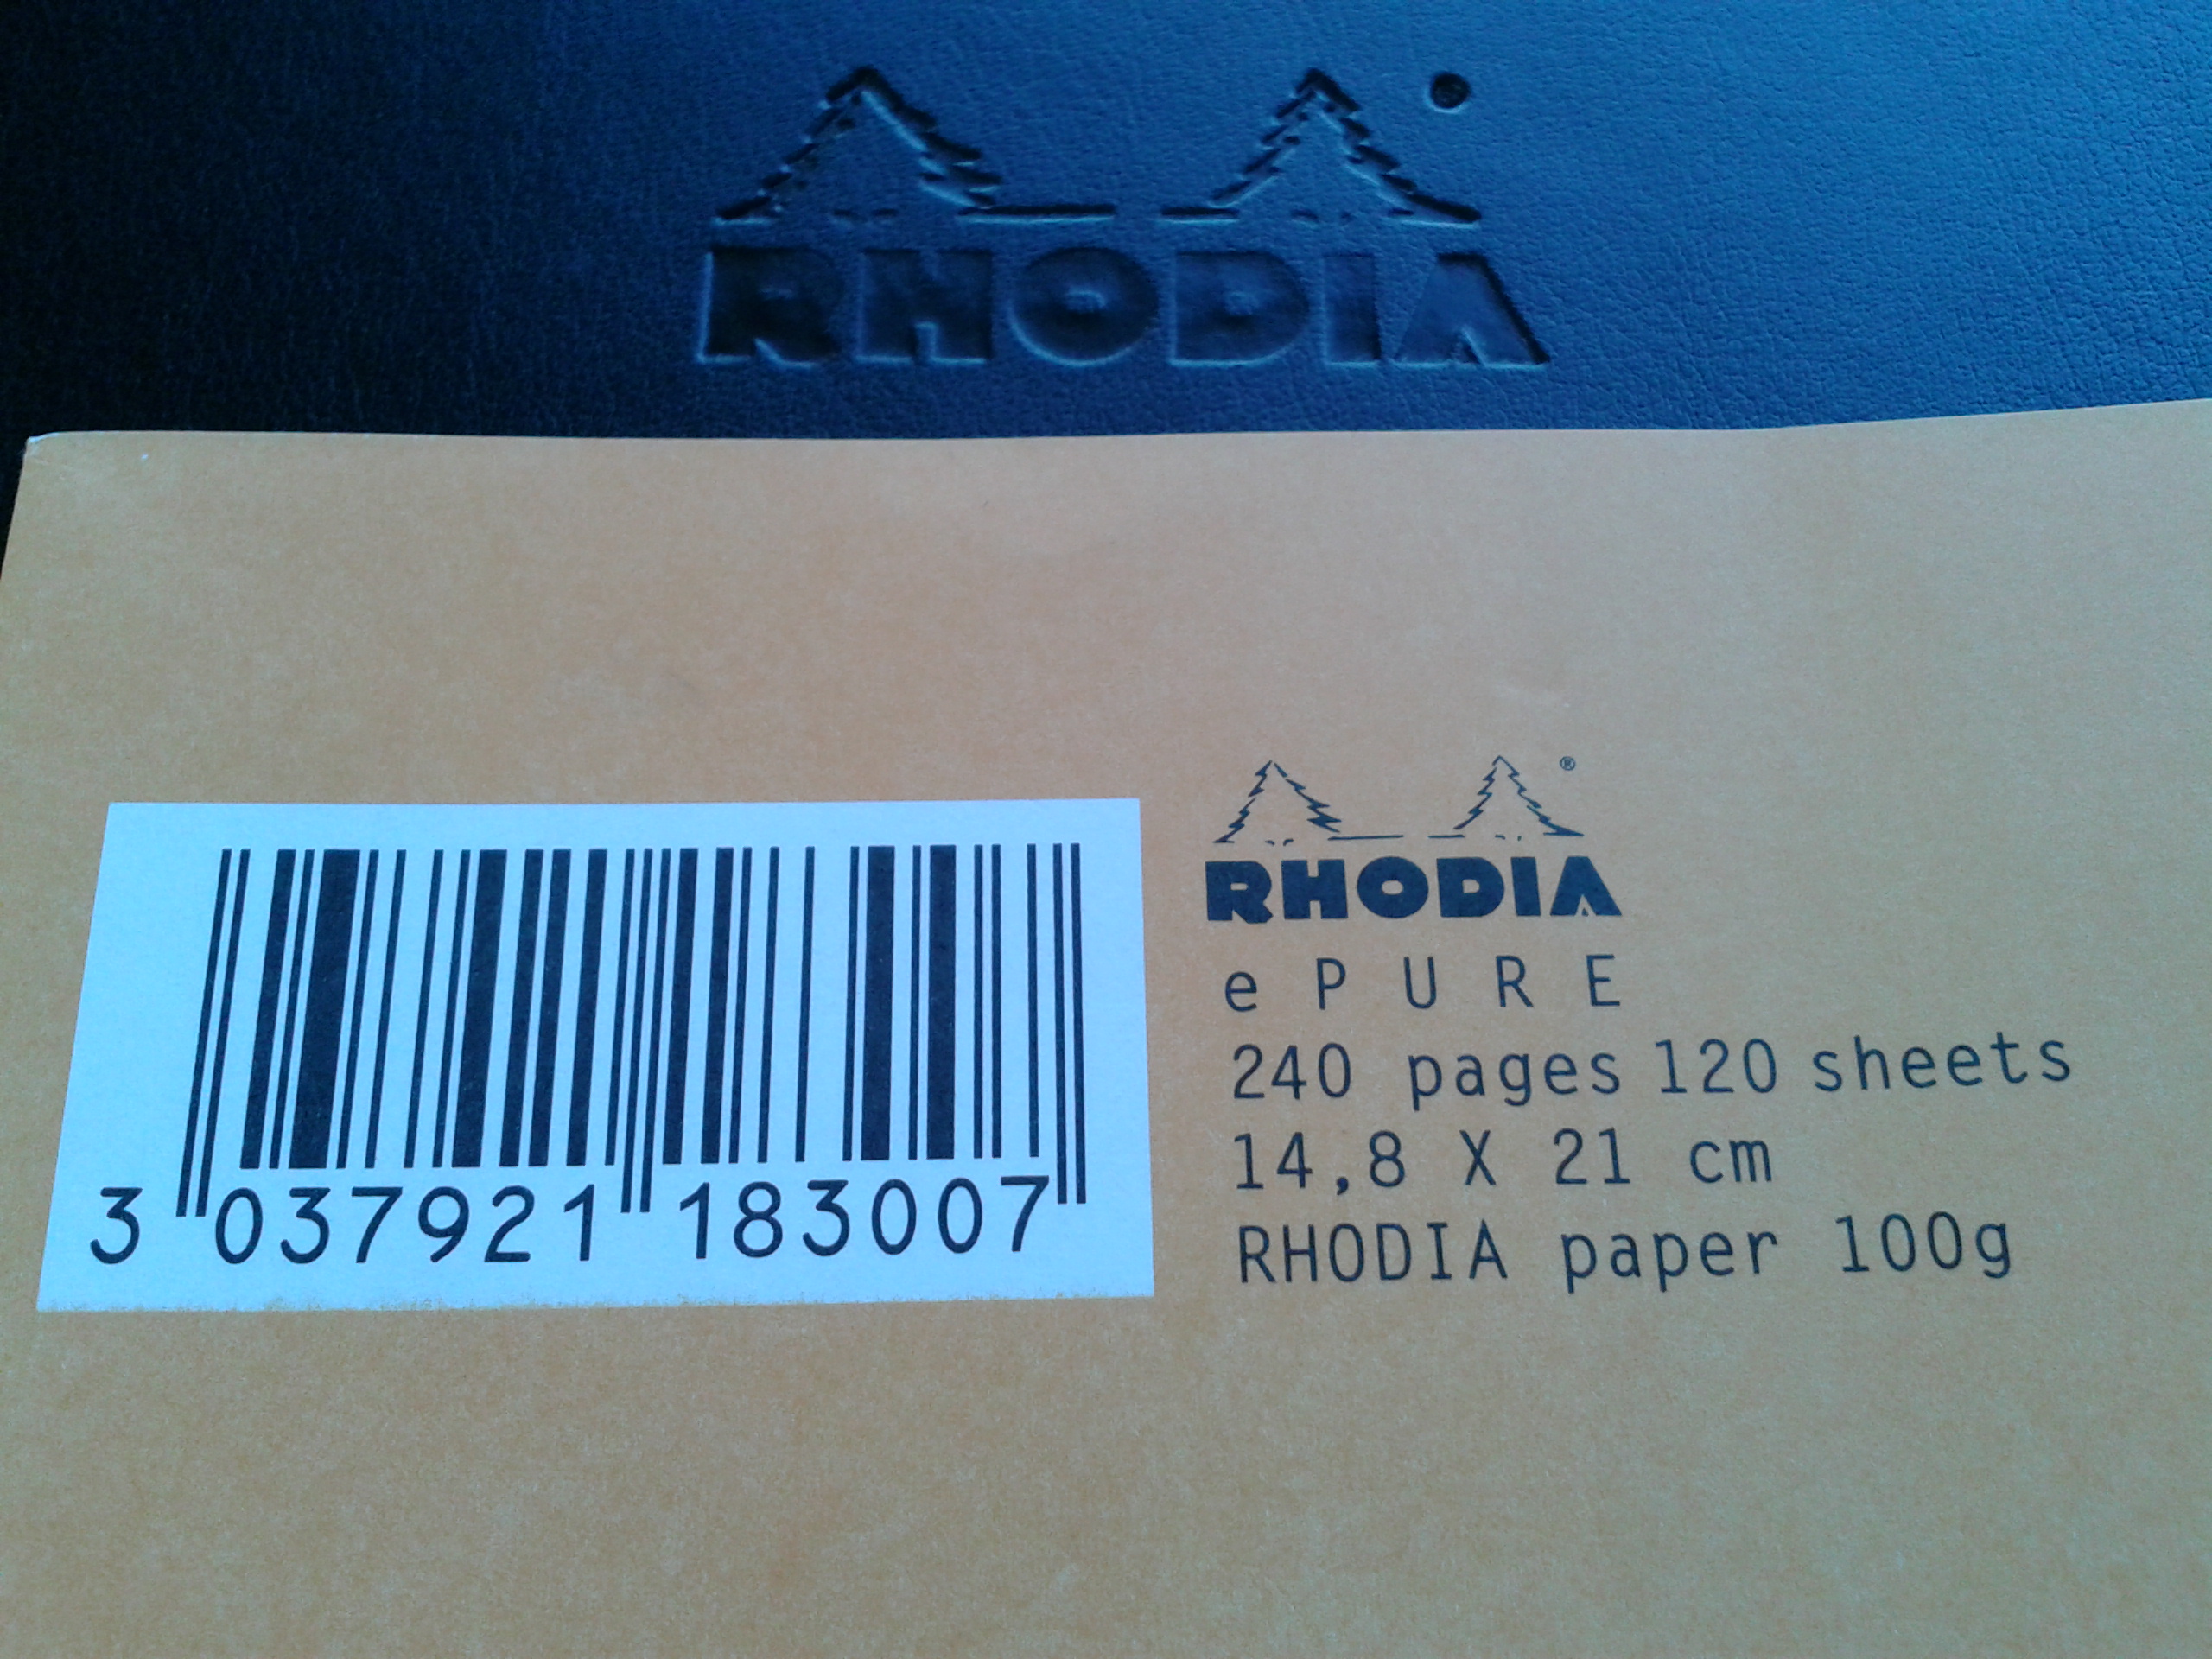 RHODIA
RHODIA®
ePURE
240 pages 120 sheets
14,8 X 21 cm
RHODIA paper 100g
3 037921 183007